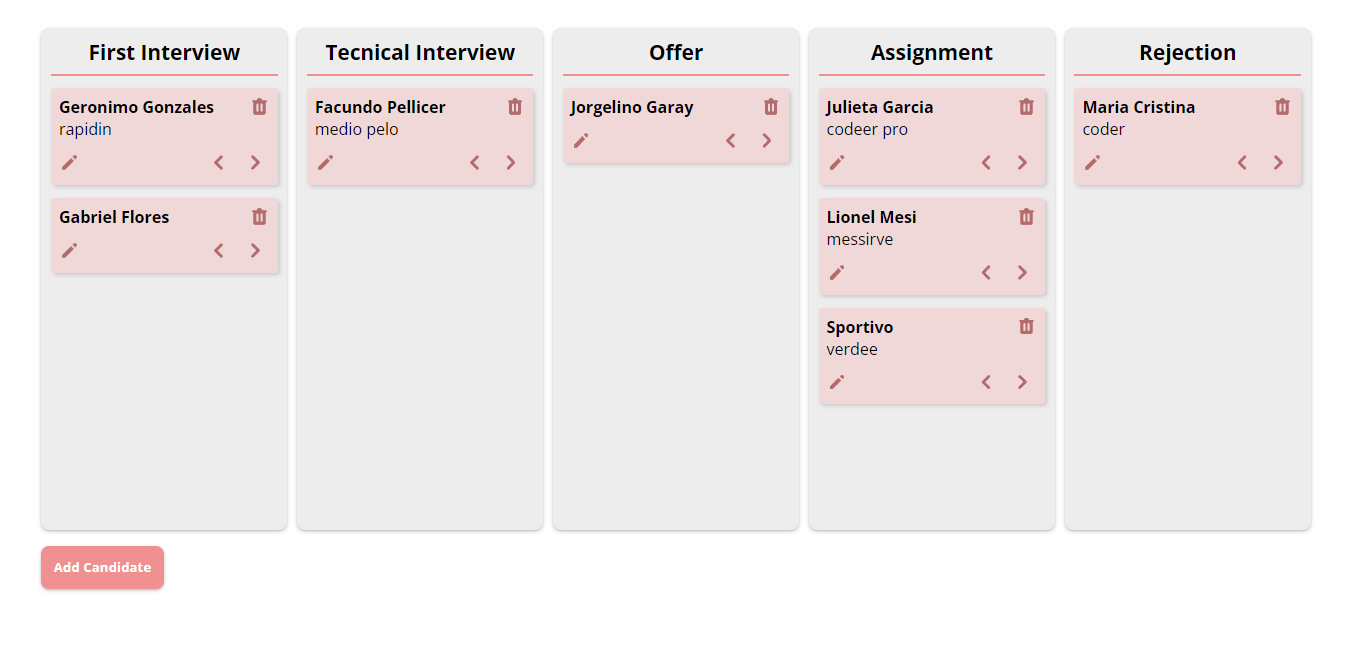 First Interview
Geronimo Gonzales
rapidin
Gabriel Flores
Tecnical Interview
Facundo Pellicer
medio pelo
Offer
Jorgelino Garay
Assignment
Julieta Garcia
codeer pro
Lionel Mesi
messirve
Sportivo
verdee
Rejection
Maria Cristina
coder
Add Candidate